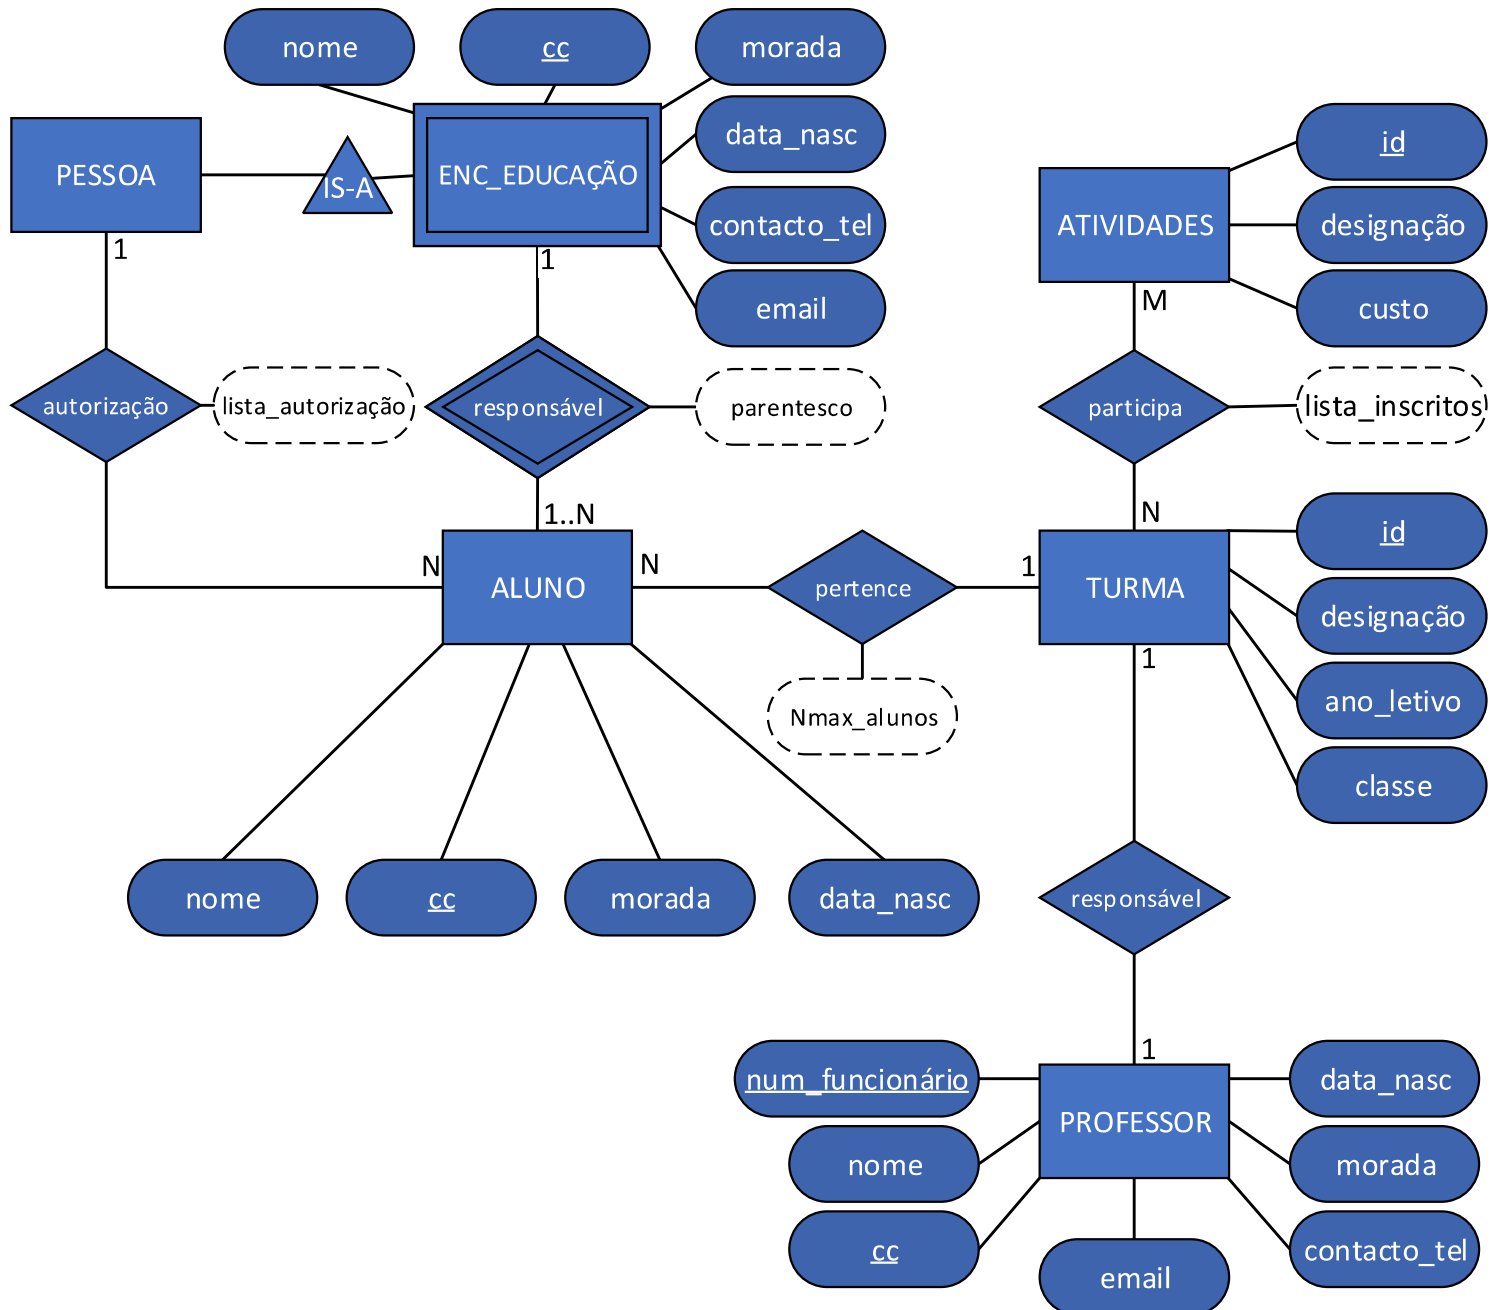 nome
cc
morada
PESSOA
IS-A
ENC_EDUCAÇÃO
data_nasc
contacto_tel
email
id
ATIVIDADES
designação
custo
1
1
M
autorização
lista_autorização
responsável
parentesco
participa
lista_inscritos
1..N
N
N
ALUNO
N
pertence
1
TURMA
id
designação
ano_letivo
classe
1
Nmax_alunos
nome
cc
morada
data_nasc
responsável
1
num_funcionário
nome
cc
PROFESSOR
email
data_nasc
morada
contacto_tel